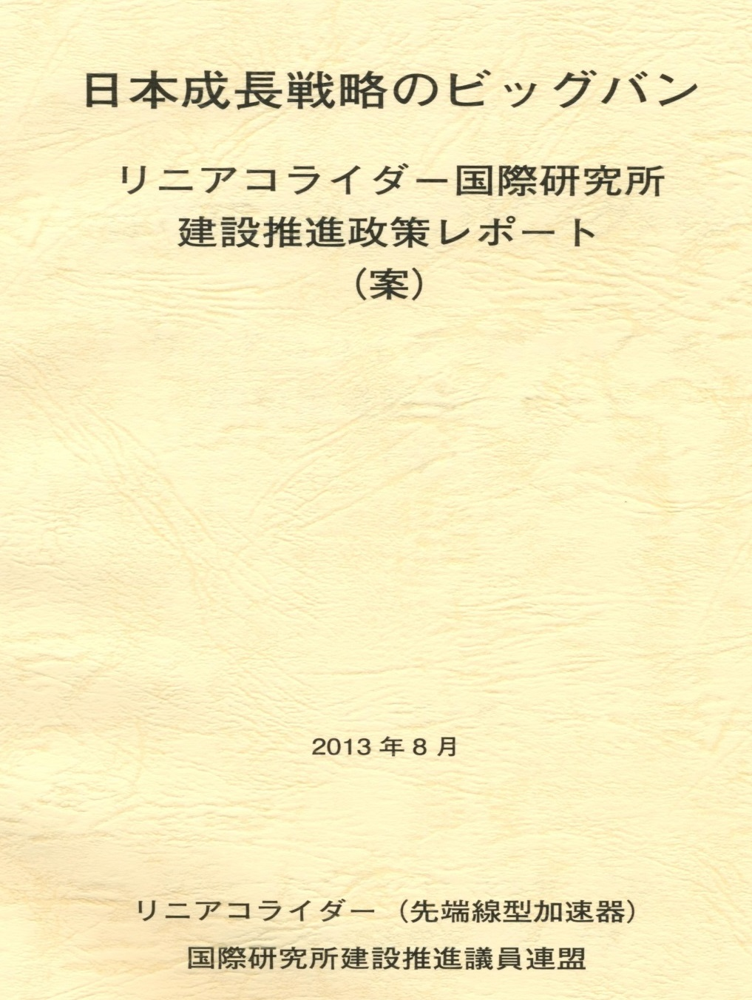 日本成長戦略のビッグバン
リニアコライダー国際研究所
建設推進政策レポート
（案）
2013 年 8 月
リニアコライダー（先端線型加速器）
国際研究所建設推進議員連盟